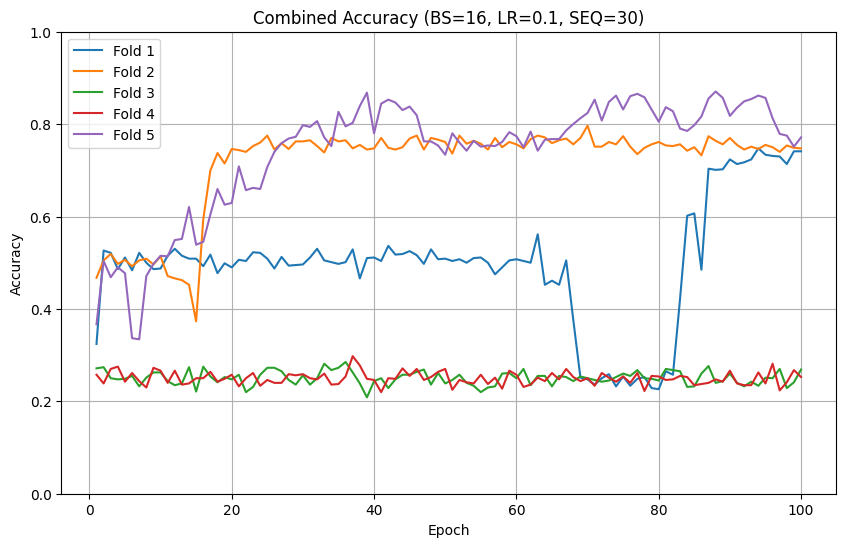 Combined Accuracy (BS=16, LR=0.1, SEQ=30)
1.0
0.8
0.6
0.4
0.2
0.0
Accuracy
Fold 1
Fold 2
Fold 3
Fold 4
Fold 5
0 20 40 60 80 100
Epoch